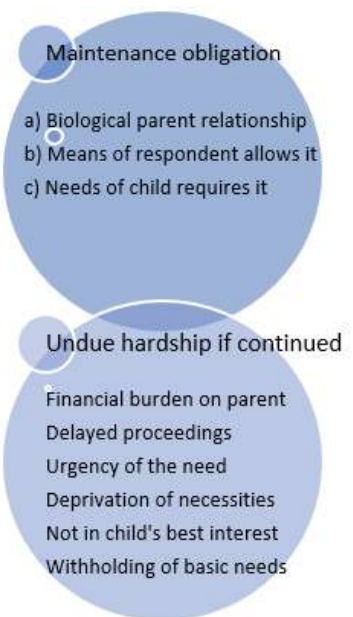 Maintenance obligation
a) Biological parent relationship
b) Means of respondent allows it
c) Needs of child requires it
Undue hardship if continued
Financial burden on parent
Delayed proceedings
Urgency of the need
Deprivation of necessities
Not in child's best interest
Withholding of basic needs